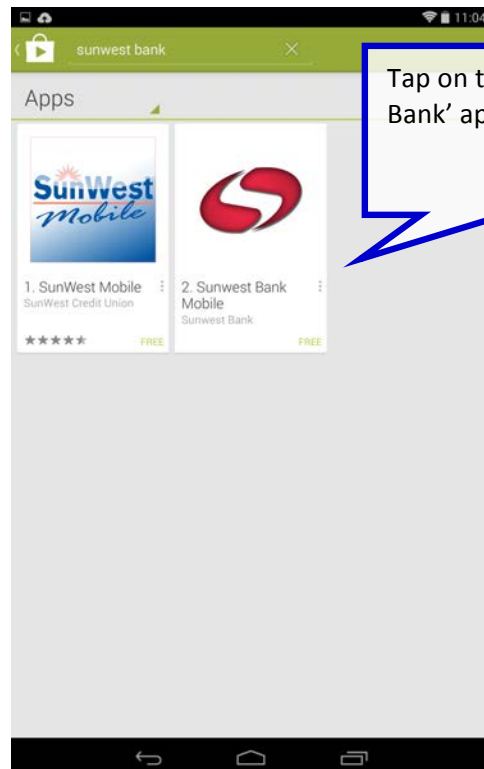 11:04
sunwest bank
Tap on t
Bank’ ap
Apps
SunWest
Mobile
1. SunWest Mobile
SunWest Credit Union
FREE
2. Sunwest Bank
Mobile
Sunwest Bank
FREE